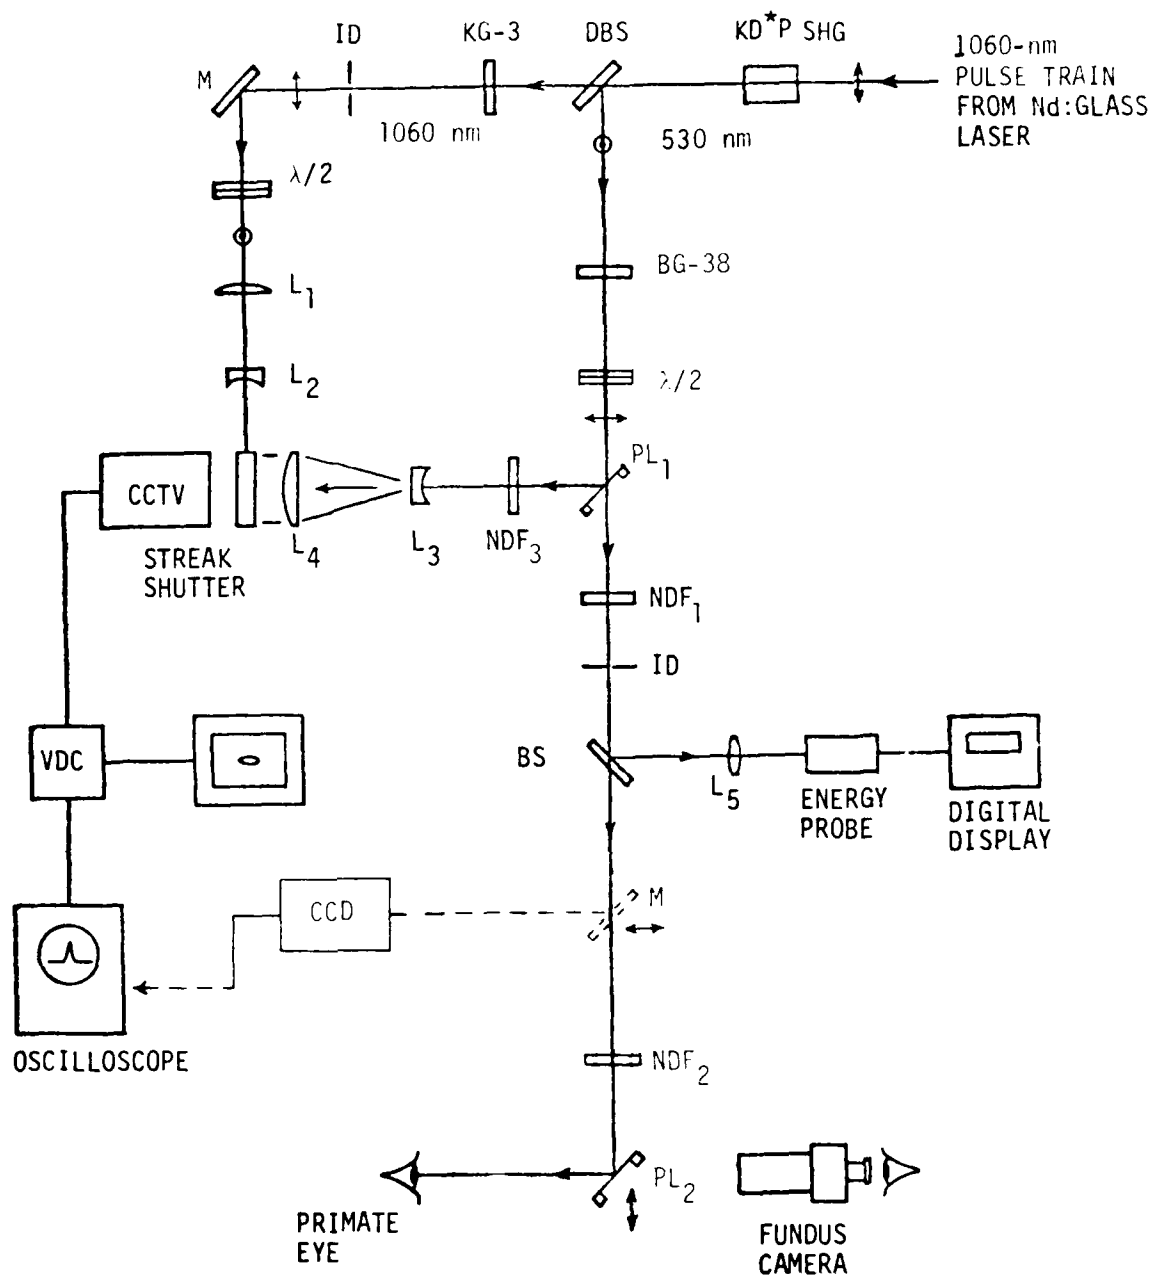 ID
KG-3
DBS
KD*P SHG
1060-nm
PULSE TRAIN
FROM Nd:GLASS
LASER
M
1060 nm
530 nm
λ/2
BG-38
L1
L2
λ/2
PL1
CCTV
STREAK
SHUTTER
L4
L3
NDF3
NDF1
ID
VDC
BS
L5
ENERGY
PROBE
DIGITAL
DISPLAY
M
CCD
OSCILLOSCOPE
NDF2
PL2
PRIMATE
EYE
FUNDUS
CAMERA